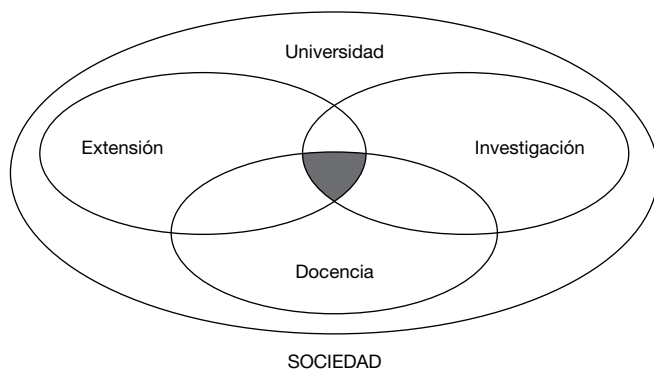 Universidad
Extensión
Investigación
Docencia
SOCIEDAD